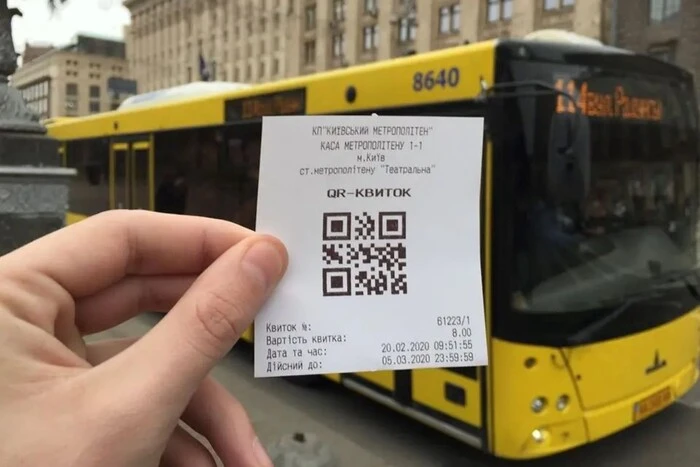 8640
КП"КИЇВСЬКИЙ МЕТРОПОЛІТЕН"
КАСА МЕТРОПОЛІТЕНУ 1-1
м.Київ
ст.метрополітену "Театральна"
QR-КВИТОК
Квиток №: 61223/1
Вартість квитка: 8.00
Дата та час: 20.02.2020 09:51:55
Дійсний до: 05.03.2020 23:59:59